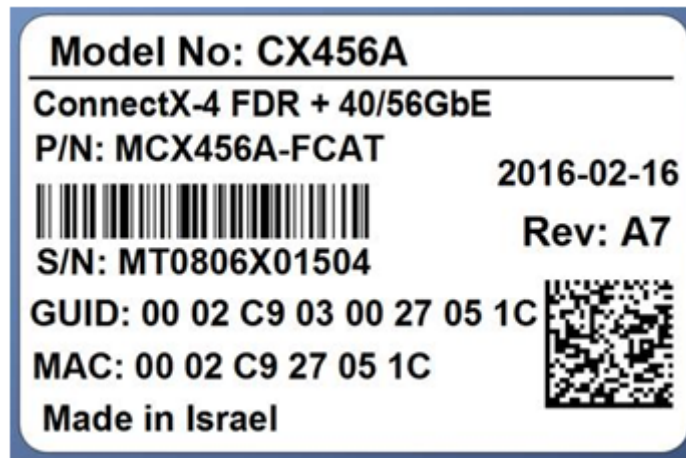 Model No: CX456A
ConnectX-4 FDR + 40/56GbE
P/N: MCX456A-FCAT
2016-02-16
Rev: A7
S/N: MT0806X01504
GUID: 00 02 C9 03 00 27 05 1C
MAC: 00 02 C9 27 05 1C
Made in Israel